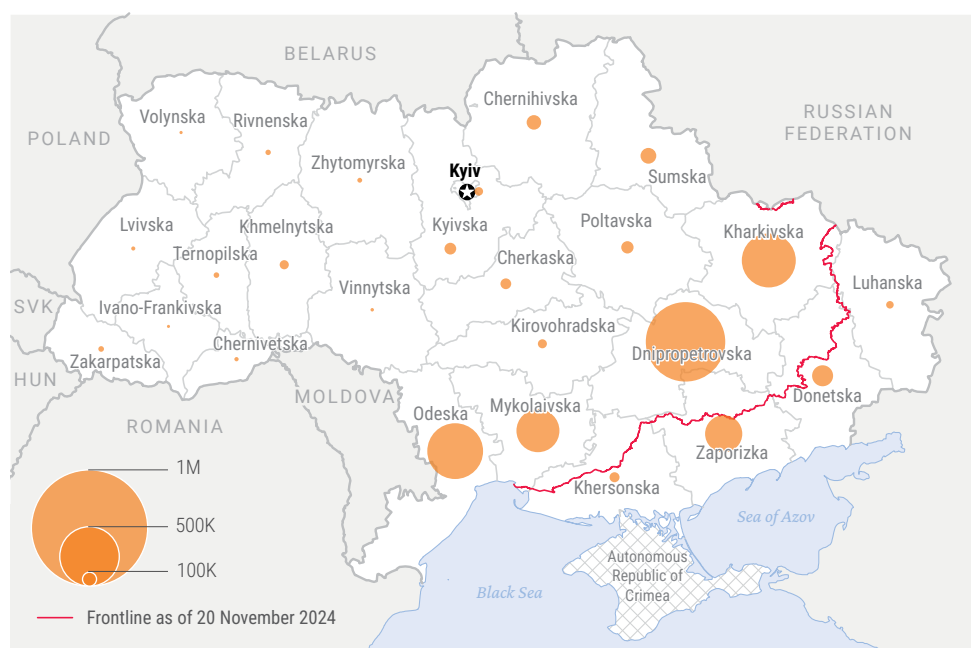 BELARUS
POLAND
RUSSIAN
FEDERATION
Volynska
Rivnenska
Chernihivska
Zhytomyrska
Kyiv
Sumska
Lvivska
Khmelnytska
Kyivska
Poltavska
Kharkivska
Ternopilska
Cherkaska
Luhanska
Vinnytska
SVK
Ivano-Frankivska
Kirovohradska
Chernivetska
Dnipropetrovska
Zakarpatska
HUN
MOLDOVA
Donetska
Odeska
Mykolaivska
ROMANIA
Zaporizka
1M
Khersonska
500K
Sea of Azov
100K
Autonomous
Republic of
Crimea
Black Sea
Frontline as of 20 November 2024